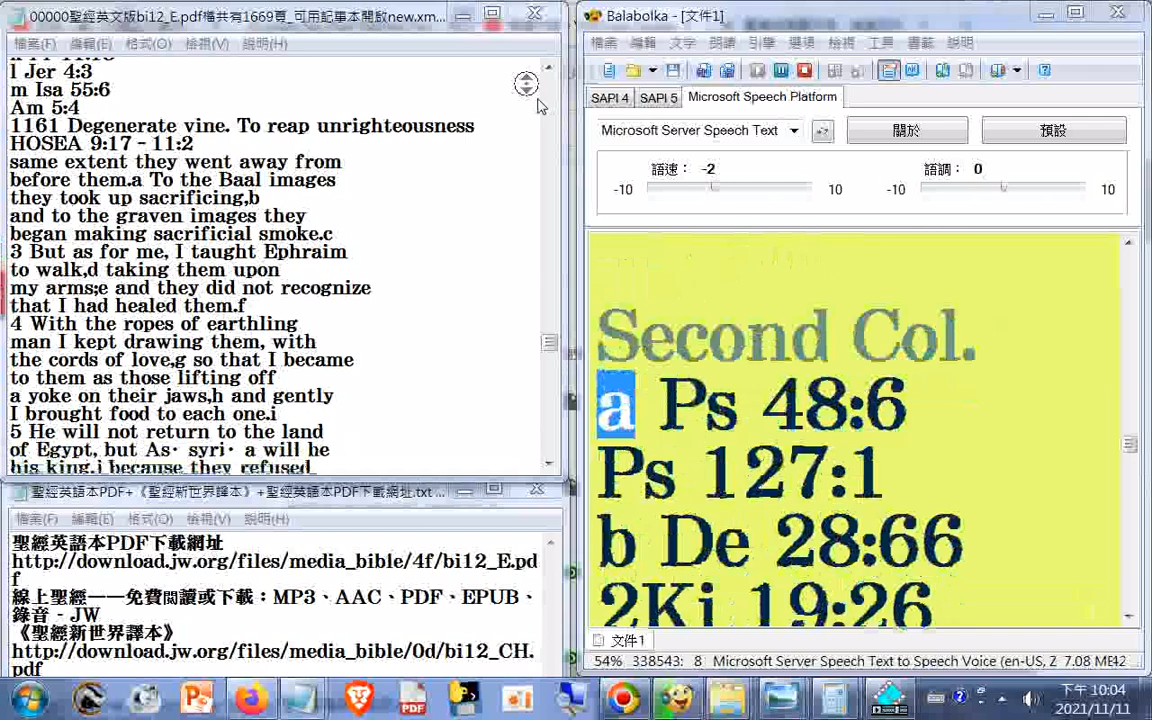 00000聖經英文版bi12_E.pdf檔共有1669頁_可用記事本開啟new.xm...
檔案(F) 編輯(E) 格式(O) 檢視(V) 說明(H)
l Jer 4:3
m Isa 55:6
Am 5:4
1161 Degenerate vine. To reap unrighteousness
HOSEA 9:17 - 11:2
same extent they went away from
before them.a To the Baal images
they took up sacrificing,b
and to the graven images they
began making sacrificial smoke.c
3 But as for me, I taught Ephraim
to walk,d taking them upon
my arms;e and they did not recognize
that I had healed them.f
4 With the ropes of earthling
man I kept drawing them, with
the cords of love,g so that I became
to them as those lifting off
a yoke on their jaws,h and gently
I brought food to each one.i
5 He will not return to the land
of Egypt, but As· syri· a will be
his king,j because they refused
聖經英語本PDF+《聖經新世界譯本》+聖經英語本PDF下載網址.txt ...
檔案(F) 編輯(E) 格式(O) 檢視(V) 說明(H)
聖經英語本PDF下載網址
http://download.jw.org/files/media_bible/4f/bi12_E.pd
f
線上聖經——免費閱讀或下載：MP3、AAC、PDF、EPUB、
錄音 - JW
《聖經新世界譯本》
http://download.jw.org/files/media_bible/0d/bi12_CH.
pdf
Balabolka - [文件1]
檔案 編輯 文字 朗讀 引擎 選項 檢視 工具 書籤 說明
SAPI 4 SAPI 5 Microsoft Speech Platform
Microsoft Server Speech Text 關於 預設
語速： -2 語調： 0
-10 10 -10 10
Second Col.
a Ps 48:6
Ps 127:1
b De 28:66
2Ki 19:26
文件1
54% 338543: 8 Microsoft Server Speech Text to Speech Voice (en-US, Z 7.08 ME42
下午 10:04
2021/11/11